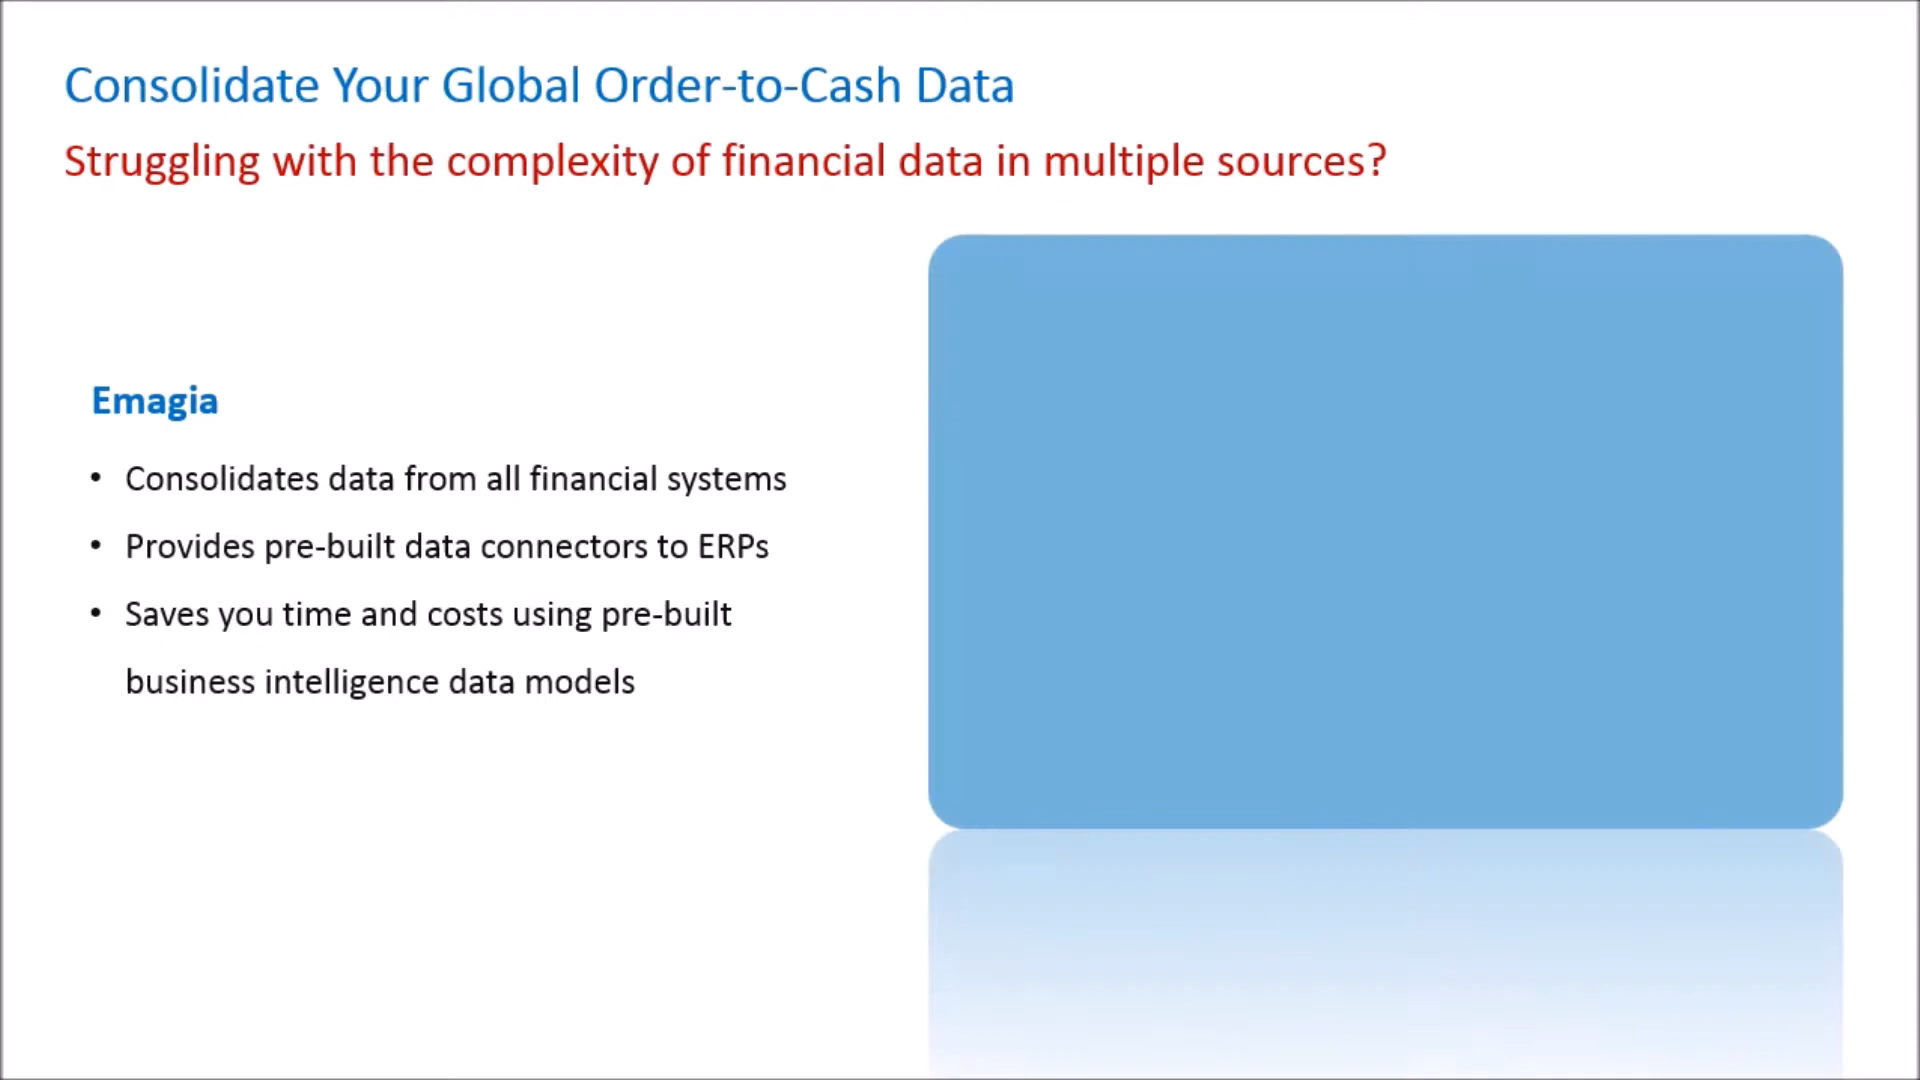 Consolidate Your Global Order-to-Cash Data
Struggling with the complexity of financial data in multiple sources?
Emagia
• Consolidates data from all financial systems
• Provides pre-built data connectors to ERPs
• Saves you time and costs using pre-built
business intelligence data models